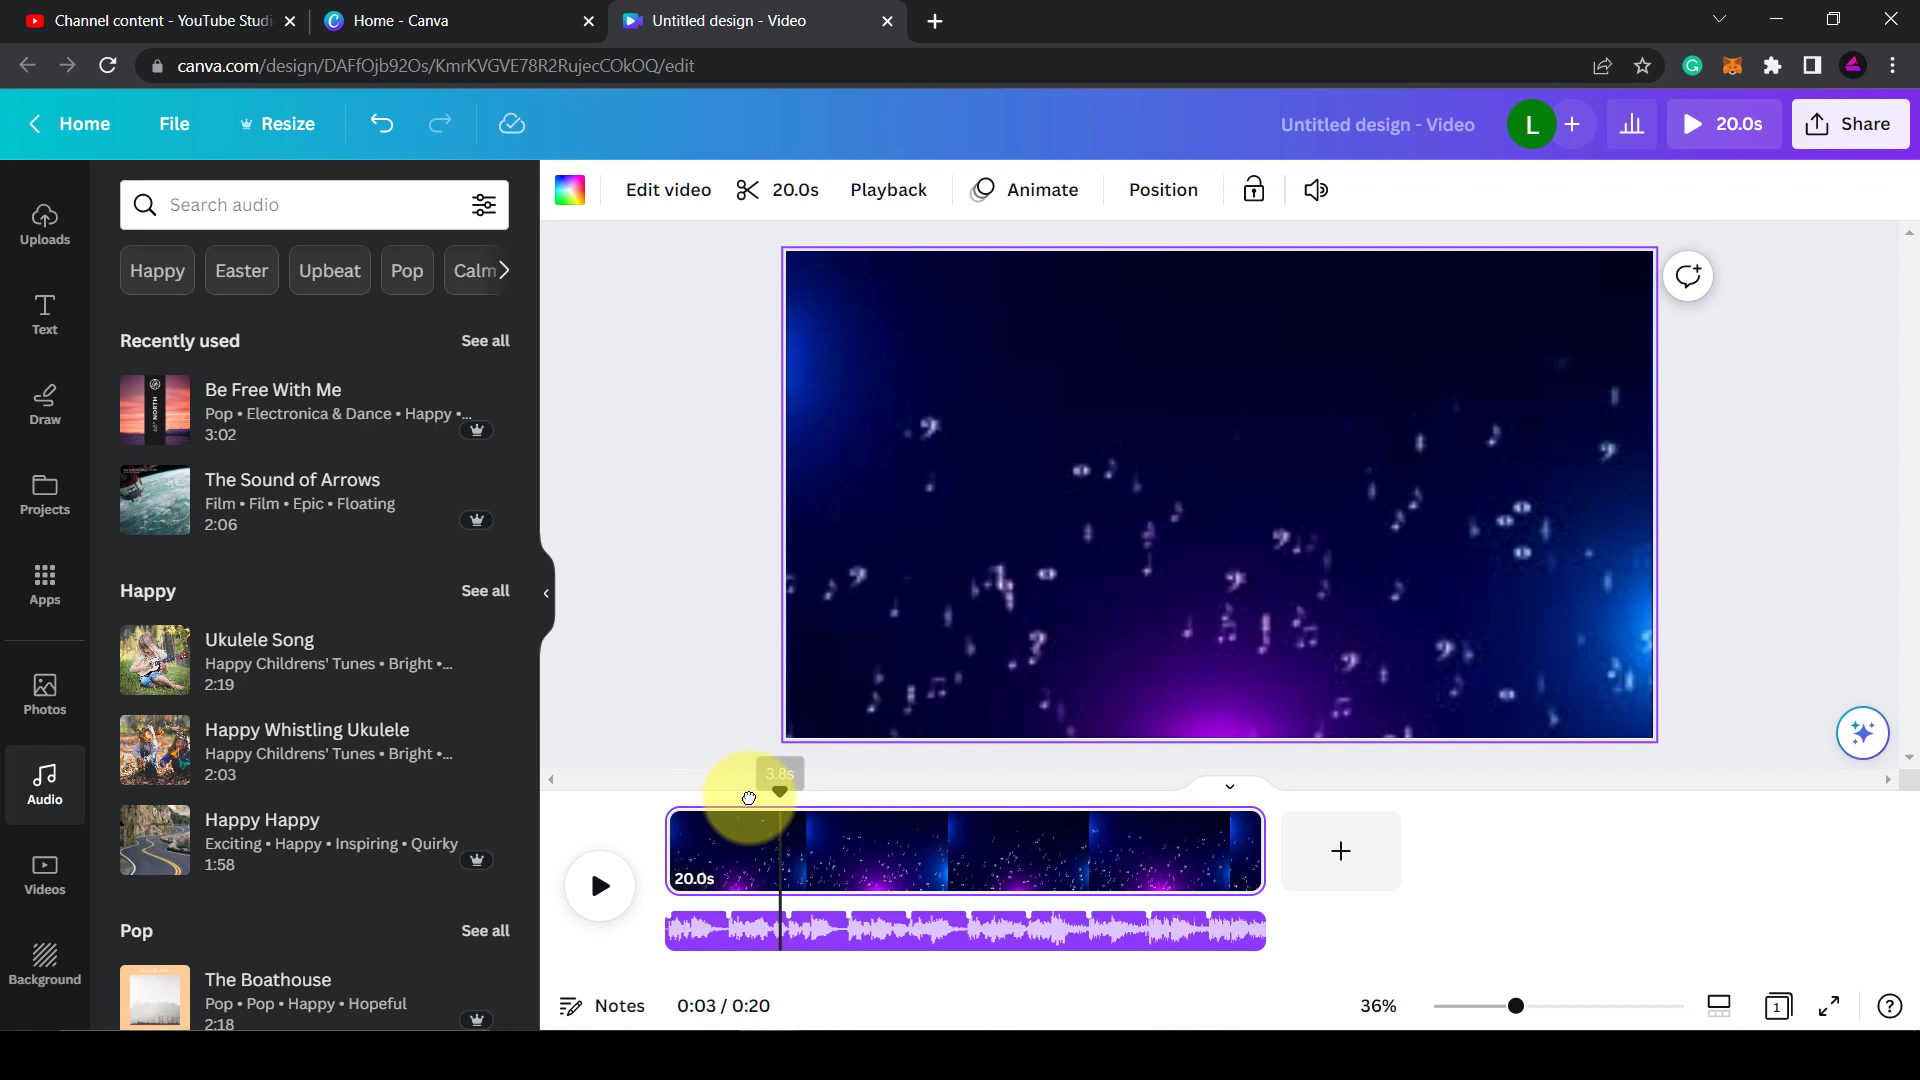 Channel content - YouTube Studi
Home - Canva
Untitled design - Video
canva.com/design/DAFfOjb92Os/KmrKVGVE78R2RujecCOkOQ/edit
Home
File
Resize
Untitled design - Video
L
+
20.0s
Share
Edit video
20.0s
Playback
Animate
Position
Search audio
Happy
Easter
Upbeat
Pop
Calm
Uploads
Text
Draw
Projects
Apps
Photos
Audio
Videos
Background
Recently used
See all
Be Free With Me
Pop • Electronica & Dance • Happy •...
3:02
The Sound of Arrows
Film • Film • Epic • Floating
2:06
Happy
See all
Ukulele Song
Happy Childrens' Tunes • Bright •...
2:19
Happy Whistling Ukulele
Happy Childrens' Tunes • Bright •...
2:03
Happy Happy
Exciting • Happy • Inspiring • Quirky
1:58
Pop
See all
The Boathouse
Pop • Pop • Happy • Hopeful
2:18
3.8s
20.0s
Notes
0:03 / 0:20
36%
1